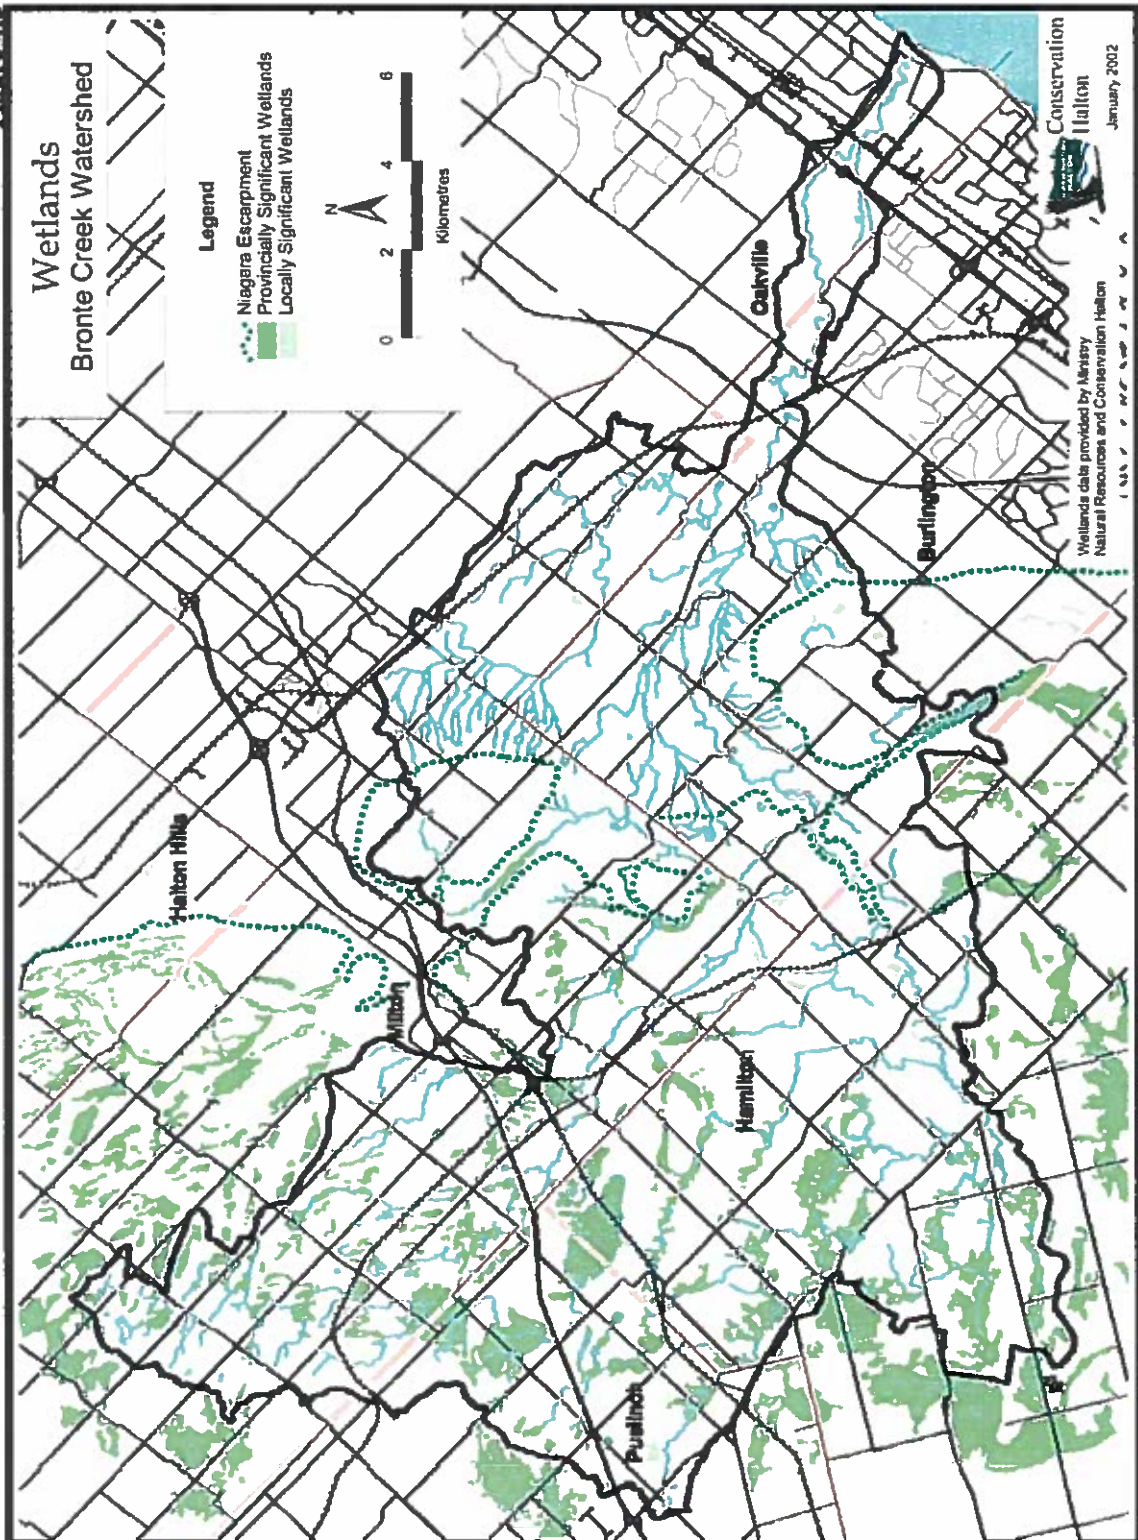 Wetlands
Bronte Creek Watershed
Legend
Niagara Escarpment
Provincially Significant Wetlands
Locally Significant Wetlands
N
0 2 4 6
Kilometres
Halton Hills
Milton
Oakville
Burlington
Hamilton
Puslinch
Conservation
Halton
January 2002
Wetlands data provided by Ministry
Natural Resources and Conservation Halton